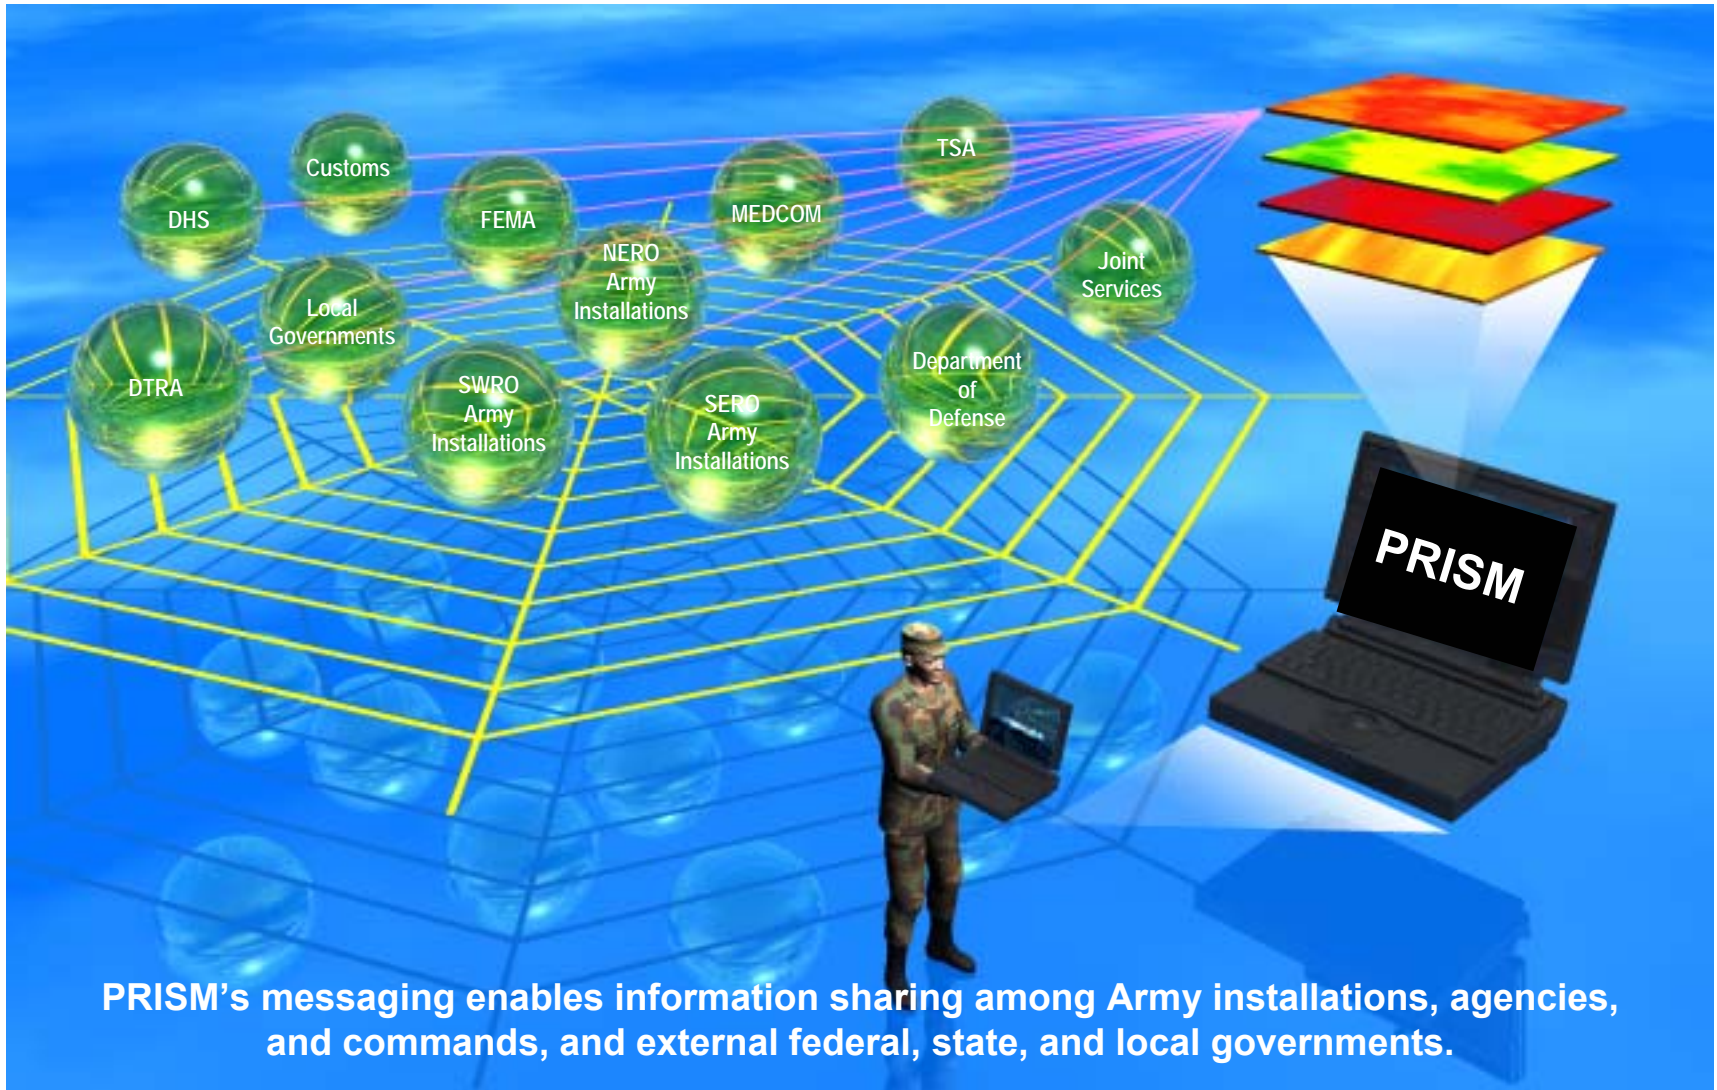 Customs
TSA
DHS
FEMA
MEDCOM
NERO
Army
Installations
Joint
Services
Local
Governments
DTRA
SWRO
Army
Installations
SERO
Army
Installations
Department
of
Defense
PRISM
PRISM’s messaging enables information sharing among Army installations, agencies,
and commands, and external federal, state, and local governments.